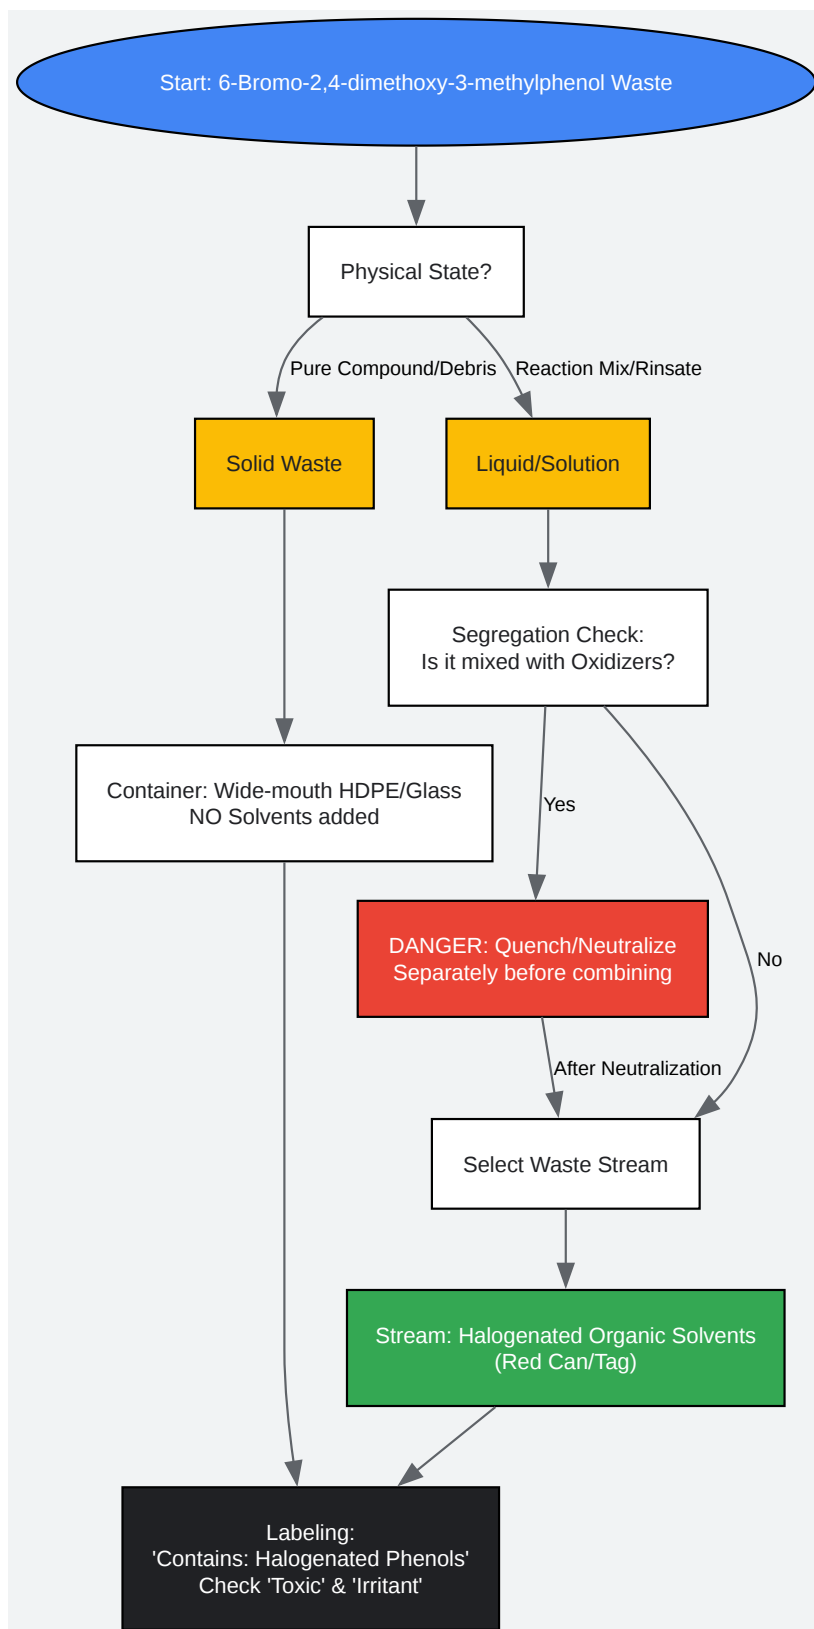 Start: 6-Bromo-2,4-dimethoxy-3-methylphenol Waste
Physical State?
Pure Compound/Debris
Reaction Mix/Rinsate
Solid Waste
Liquid/Solution
Segregation Check:
Is it mixed with Oxidizers?
Container: Wide-mouth HDPE/Glass
NO Solvents added
Yes
DANGER: Quench/Neutralize
Separately before combining
No
After Neutralization
Select Waste Stream
Stream: Halogenated Organic Solvents
(Red Can/Tag)
Labeling:
'Contains: Halogenated Phenols'
Check 'Toxic' & 'Irritant'